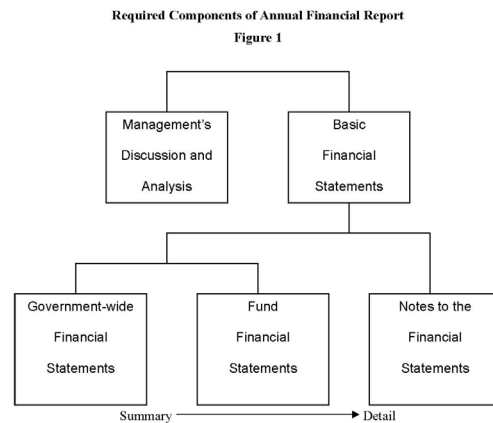 Required Components of Annual Financial Report
Figure 1
Management's
Discussion and
Analysis
Basic
Financial
Statements
Government-wide
Financial
Statements
Fund
Financial
Statements
Notes to the
Financial
Statements
Summary
Detail